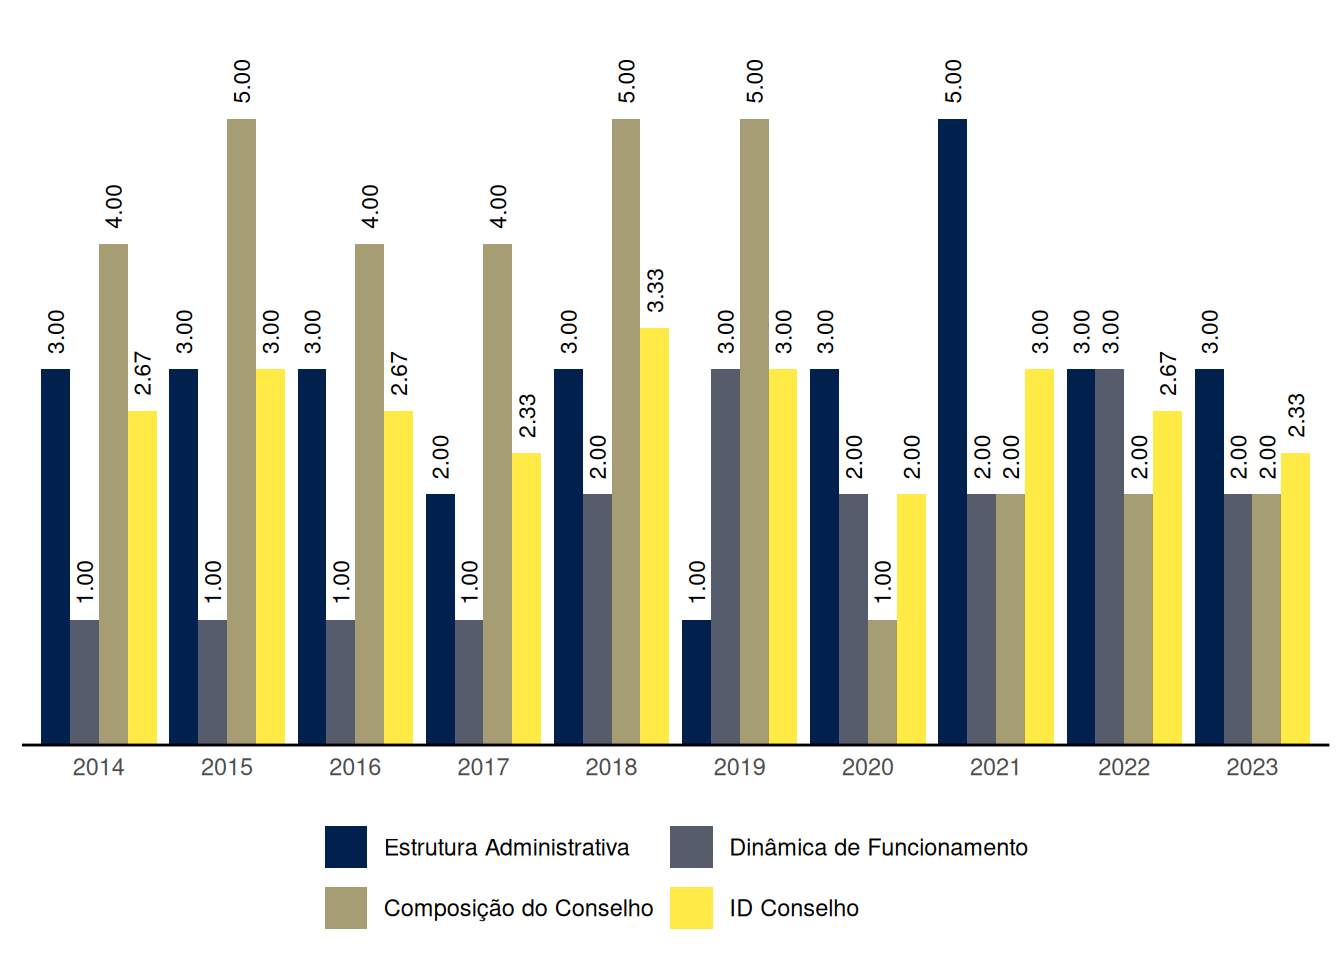 3.00 1.00 4.00 2.67 3.00 1.00 5.00 3.00 3.00 1.00 4.00 2.67 2.00 1.00 4.00 2.33 3.00 2.00 5.00 3.33 1.00 3.00 5.00 3.00 3.00 2.00 1.00 2.00 5.00 2.00 2.00 3.00 3.00 3.00 2.00 2.67 3.00 2.00 2.00 2.33
2014 2015 2016 2017 2018 2019 2020 2021 2022 2023
Estrutura Administrativa Dinâmica de Funcionamento
Composição do Conselho ID Conselho